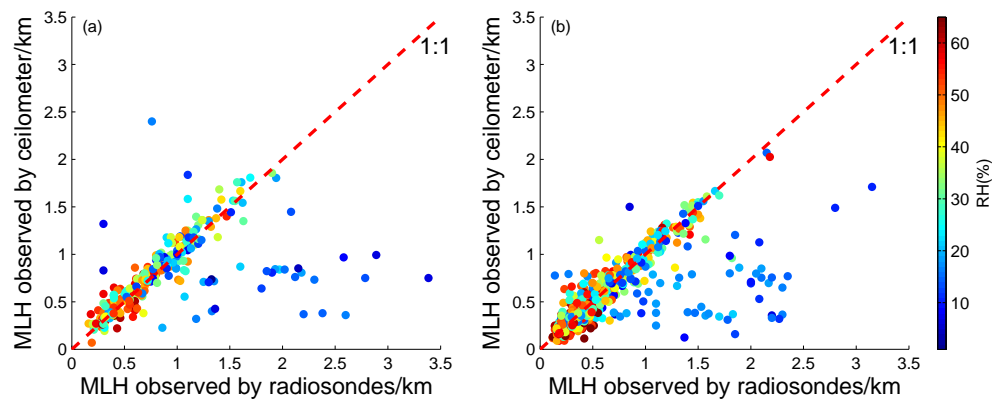 (a)
1:1
MLH observed by ceilometer/km
3.5
3
2.5
2
1.5
1
0.5
0
0 0.5 1 1.5 2 2.5 3 3.5
MLH observed by radiosondes/km
(b)
1:1
MLH observed by ceilometer/km
3.5
3
2.5
2
1.5
1
0.5
0
0 0.5 1 1.5 2 2.5 3 3.5
MLH observed by radiosondes/km
60
50
40
30
20
10
RH(%)